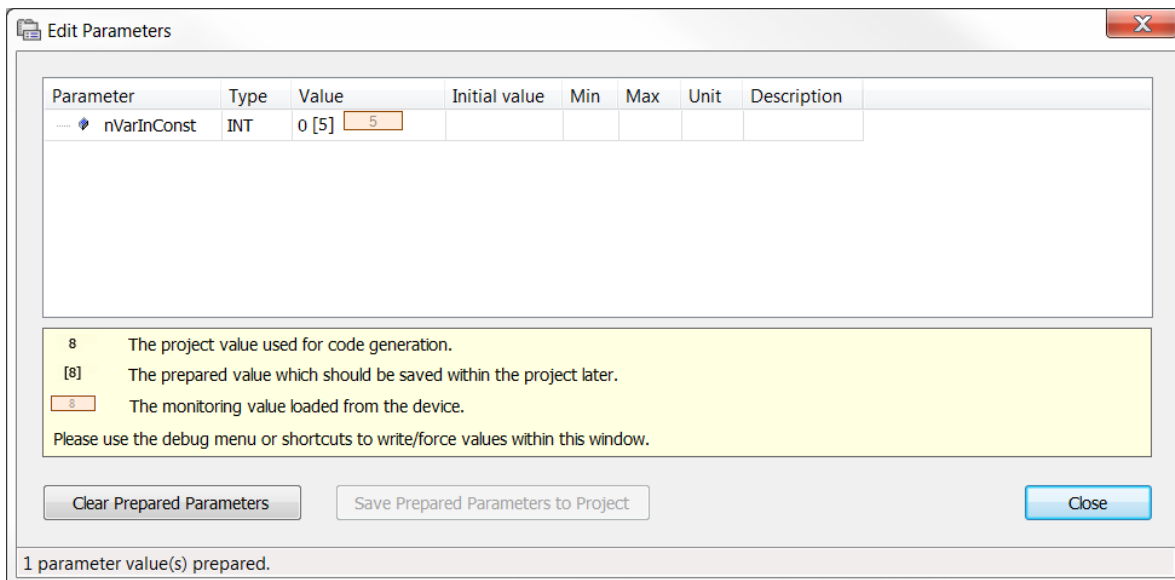 Edit Parameters
X
Parameter Type Value Initial value Min Max Unit Description
nVarInConst INT 0 [5] 5
8 The project value used for code generation.
[8] The prepared value which should be saved within the project later.
8 The monitoring value loaded from the device.
Please use the debug menu or shortcuts to write/force values within this window.
Clear Prepared Parameters Save Prepared Parameters to Project Close
1 parameter value(s) prepared.